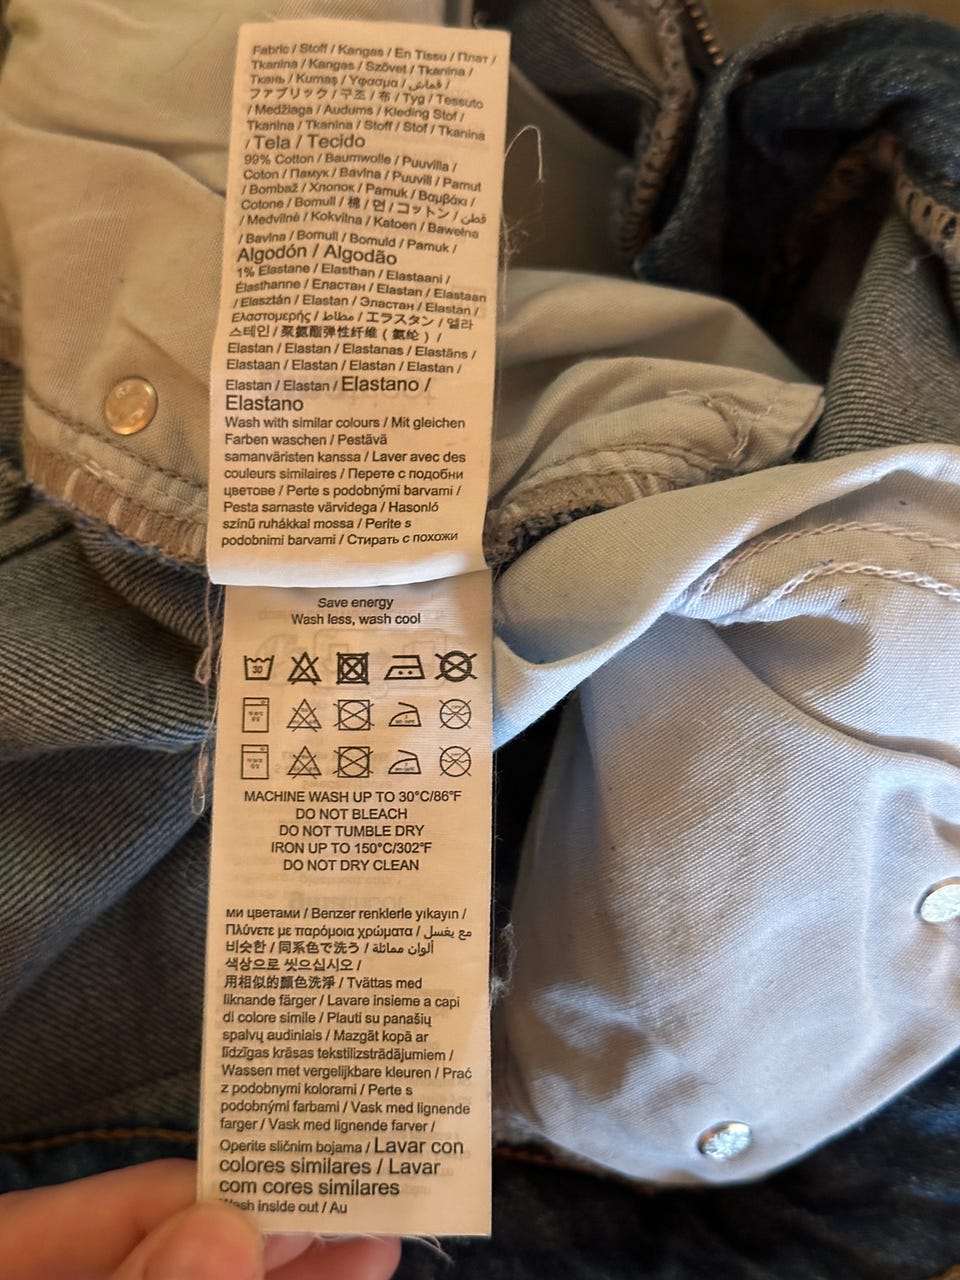 Fabric / Stoff / Kangas / En Tissu / Плат /
Tkanina / Kangas / Szövet / Tkanina /
Ткань / Kumaş / Υφασμα / قماش /
ファブリック / 구조 / 布 / Tyg / Tessuto
/ Medžiaga / Audums / Kleding Stof /
Tkanina / Tkanina / Stoff / Stof / Tkanina
/ Tela / Tecido
99% Cotton / Baumwolle / Puuvilla /
Coton / Памук / Bavlna / Puuvill / Pamut
/ Bombaž / Хлопок / Pamuk / Βαμβάκι /
Cotone / Bomull / 棉 / 면 / コットン / قطن
/ Medvilnė / Kokvilna / Katoen / Bawełna
/ Bavlna / Bomull / Bomuld / Pamuk /
Algodón / Algodão
1% Elastane / Elasthan / Elastaani /
Élasthanne / Еластан / Elastan / Elastaan
/ Elasztán / Elastan / Эластан / Elastan /
Ελαστομερής / مطاط / エラスタン / 엘라
스테인 / 聚氨酯弹性纤维 ( 氨纶 ) /
Elastan / Elastan / Elastanas / Elastāns /
Elastaan / Elastan / Elastan / Elastan /
Elastan / Elastan / Elastano /
Elastano
Wash with similar colours / Mit gleichen
Farben waschen / Pestävä
samanväristen kanssa / Laver avec des
couleurs similaires / Перете с подобни
цветове / Perte s podobnými barvami /
Pesta sarnaste värvidega / Hasonló
színű ruhákkal mossa / Perite s
podobnimi barvami / Стирать с похожи
Save energy
Wash less, wash cool
30
MACHINE WASH UP TO 30°C/86°F
DO NOT BLEACH
DO NOT TUMBLE DRY
IRON UP TO 150°C/302°F
DO NOT DRY CLEAN
ми цветами / Benzer renklerle yıkayın /
Πλύνετε με παρόμοια χρώματα / مع يغسل
비슷한 / 同系色で洗う / ألوان مماثلة
색상으로 씻으십시오 /
用相似的顏色洗淨 / Tvättas med
liknande färger / Lavare insieme a capi
di colore simile / Plauti su panašių
spalvų audiniais / Mazgāt kopā ar
līdzīgas krāsas tekstilizstrādājumiem /
Wassen met vergelijkbare kleuren / Prać
z podobnymi kolorami / Perte s
podobnými farbami / Vask med lignende
farger / Vask med lignende farver /
Operite sličnim bojama / Lavar con
colores similares / Lavar
com cores similares
Wash inside out / Au